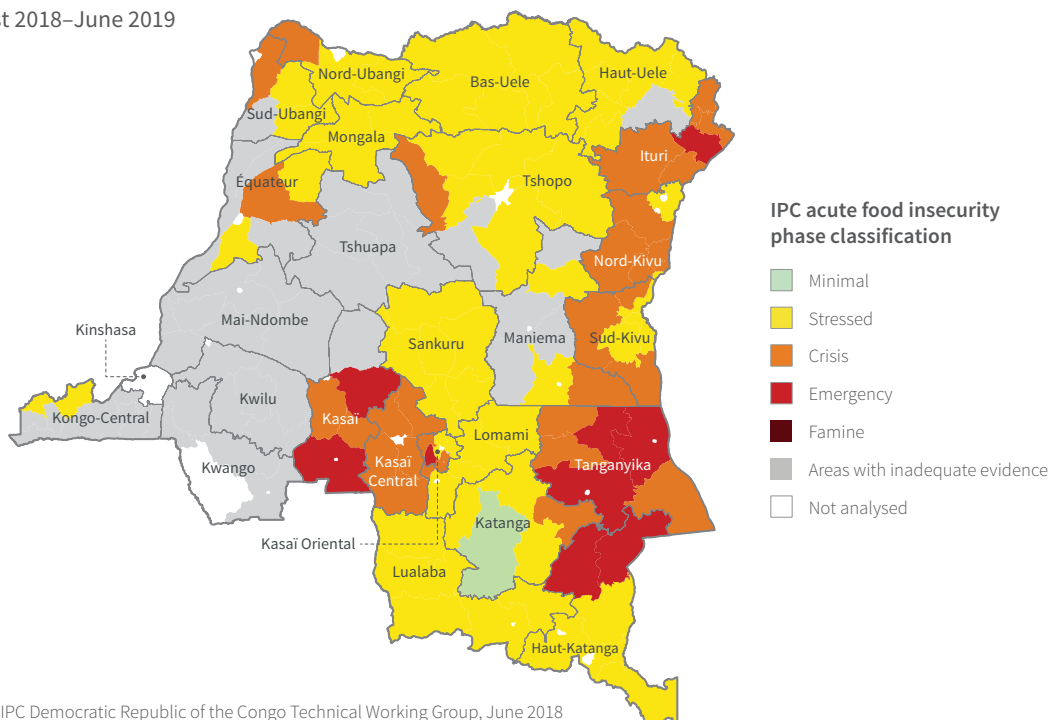 2018–June 2019
Nord-Ubangi
Bas-Uele
Haut-Uele
Sud-Ubangi
Mongala
Ituri
Équateur
Tshopo
Tshuapa
Nord-Kivu
Mai-Ndombe
Kinshasa
Sankuru
Maniema
Sud-Kivu
Kwilu
Kongo-Central
Kasaï
Lomami
Kwango
Kasaï
Central
Tanganyika
Katanga
Kasaï Oriental
Lualaba
Haut-Katanga
IPC acute food insecurity
phase classification
Minimal
Stressed
Crisis
Emergency
Famine
Areas with inadequate evidence
Not analysed
IPC Democratic Republic of the Congo Technical Working Group, June 2018